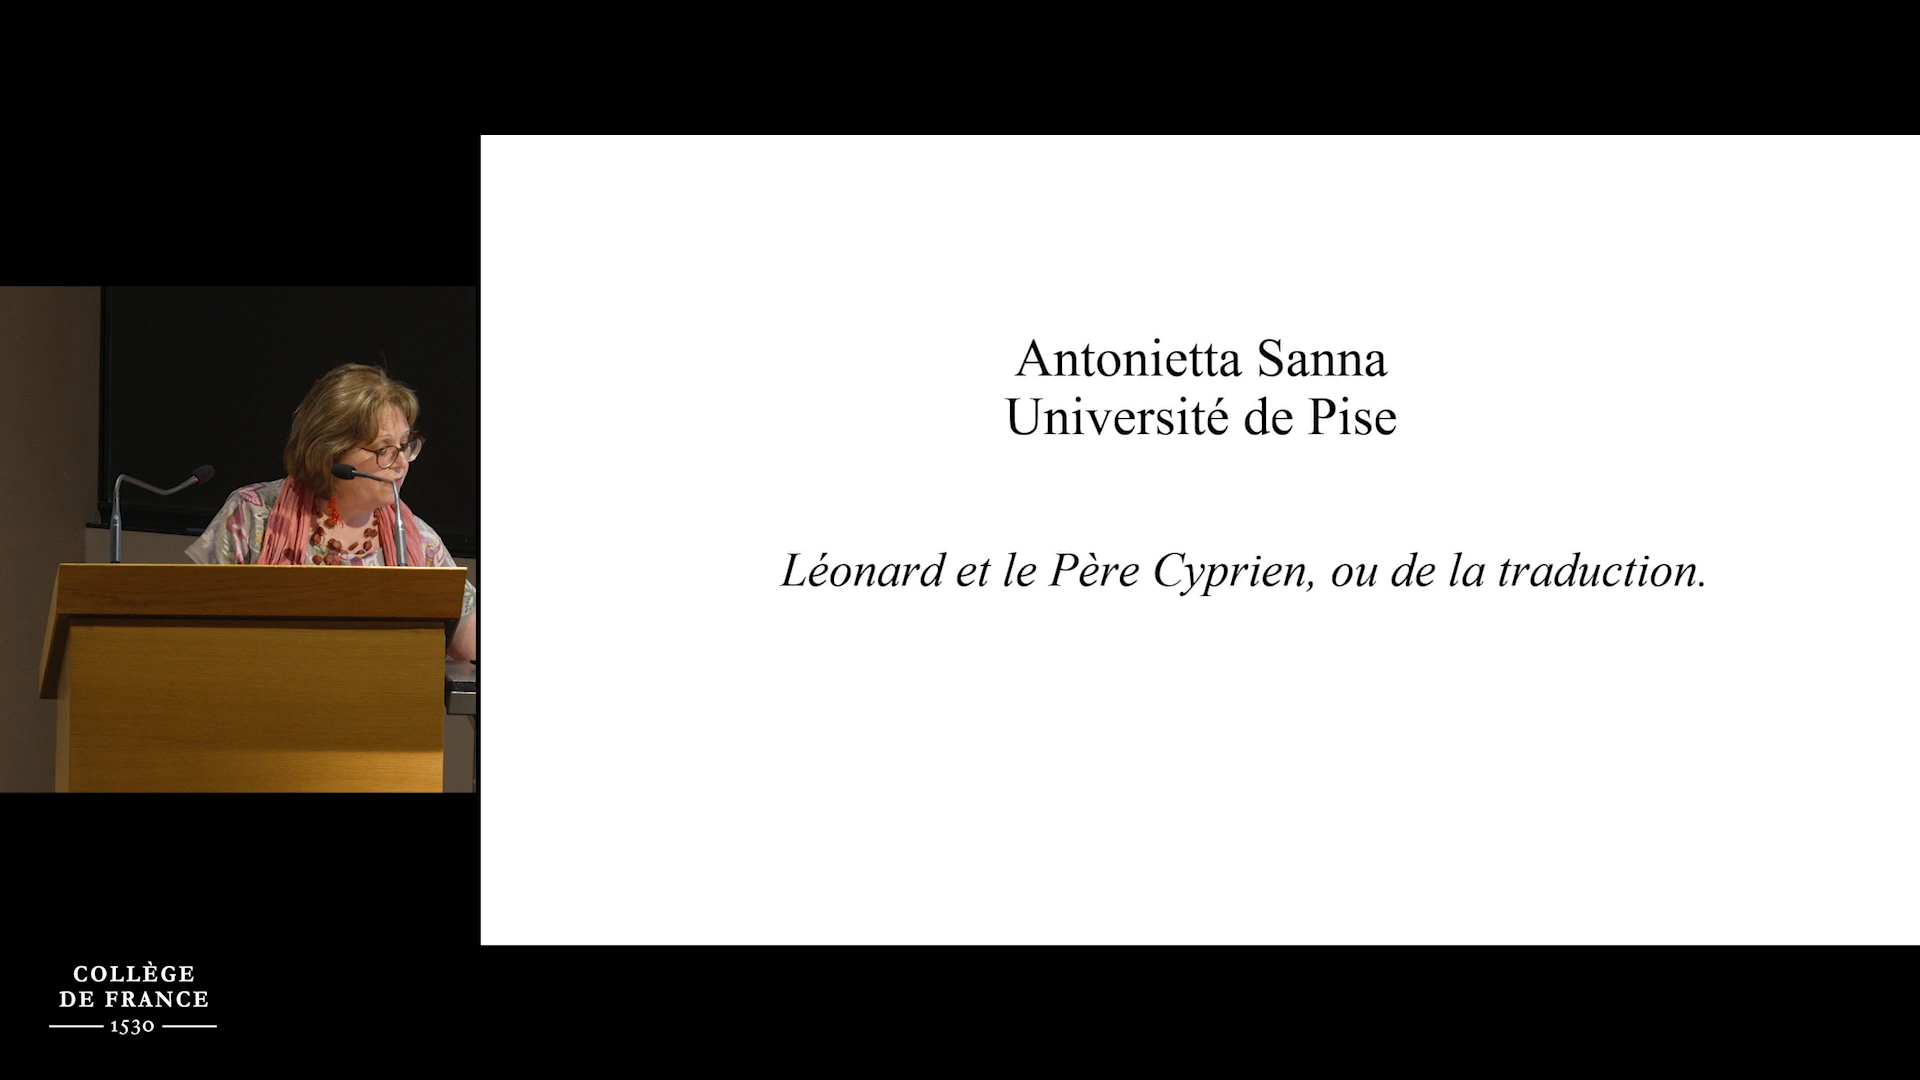 Antonietta Sanna
Université de Pise
Léonard et le Père Cyprien, ou de la traduction.
COLLÈGE
DE FRANCE
1530